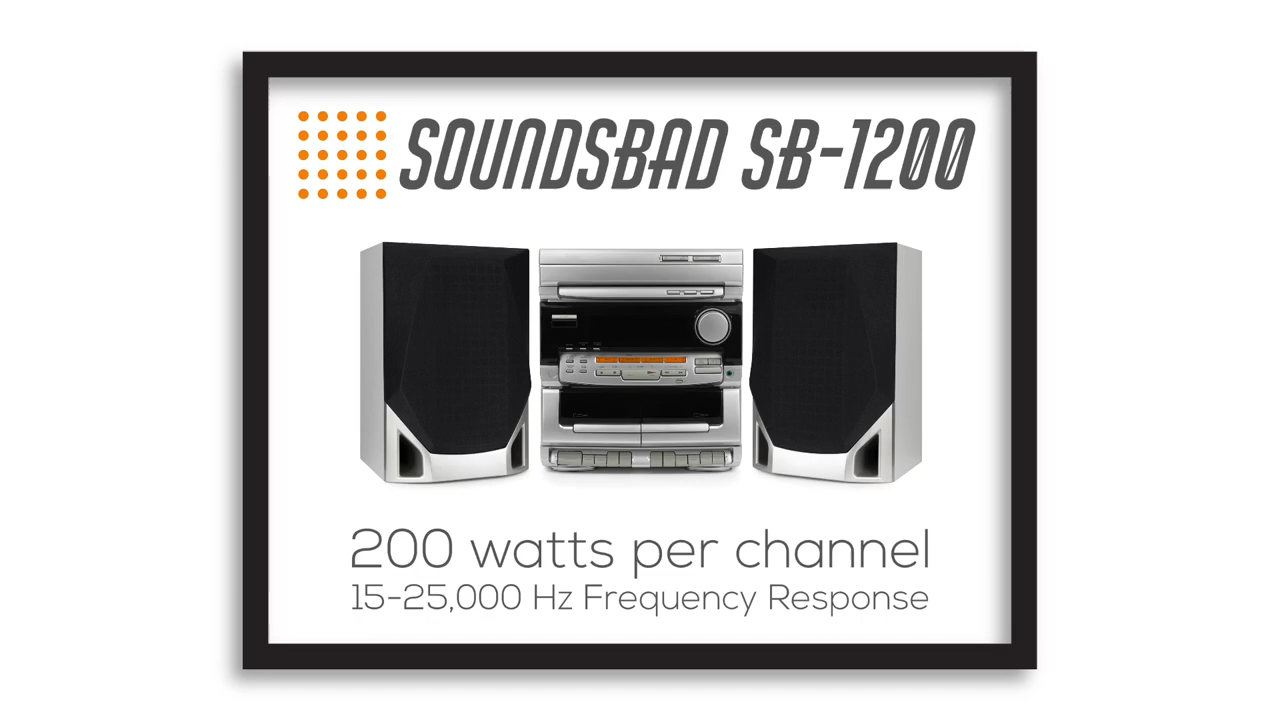 SOUNDSBAD SB-1200
200 watts per channel
15-25,000 Hz Frequency Response